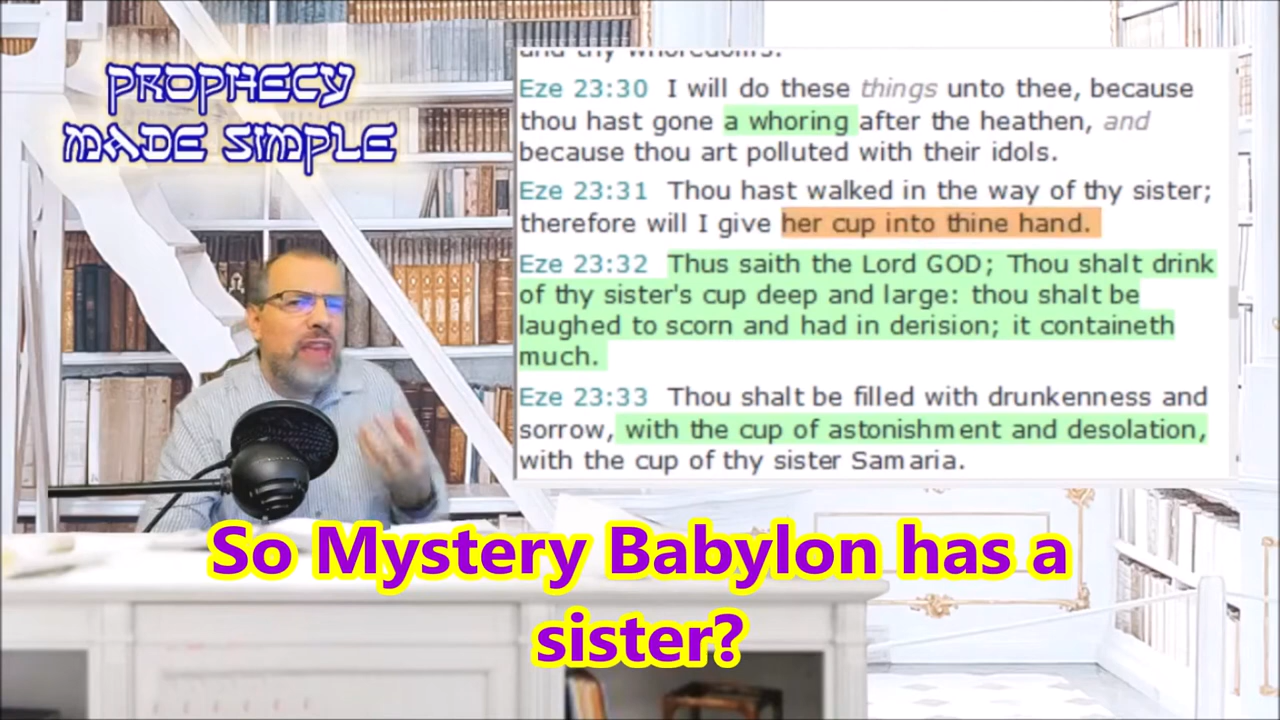 PROPHECY
MADE SIMPLE
and thy whoredoms.
Eze 23:30 I will do these things unto thee, because
thou hast gone a whoring after the heathen, and
because thou art polluted with their idols.
Eze 23:31 Thou hast walked in the way of thy sister;
therefore will I give her cup into thine hand.
Eze 23:32 Thus saith the Lord GOD; Thou shalt drink
of thy sister's cup deep and large: thou shalt be
laughed to scorn and had in derision; it containeth
much.
Eze 23:33 Thou shalt be filled with drunkenness and
sorrow, with the cup of astonishment and desolation,
with the cup of thy sister Samaria.
So Mystery Babylon has a
sister?